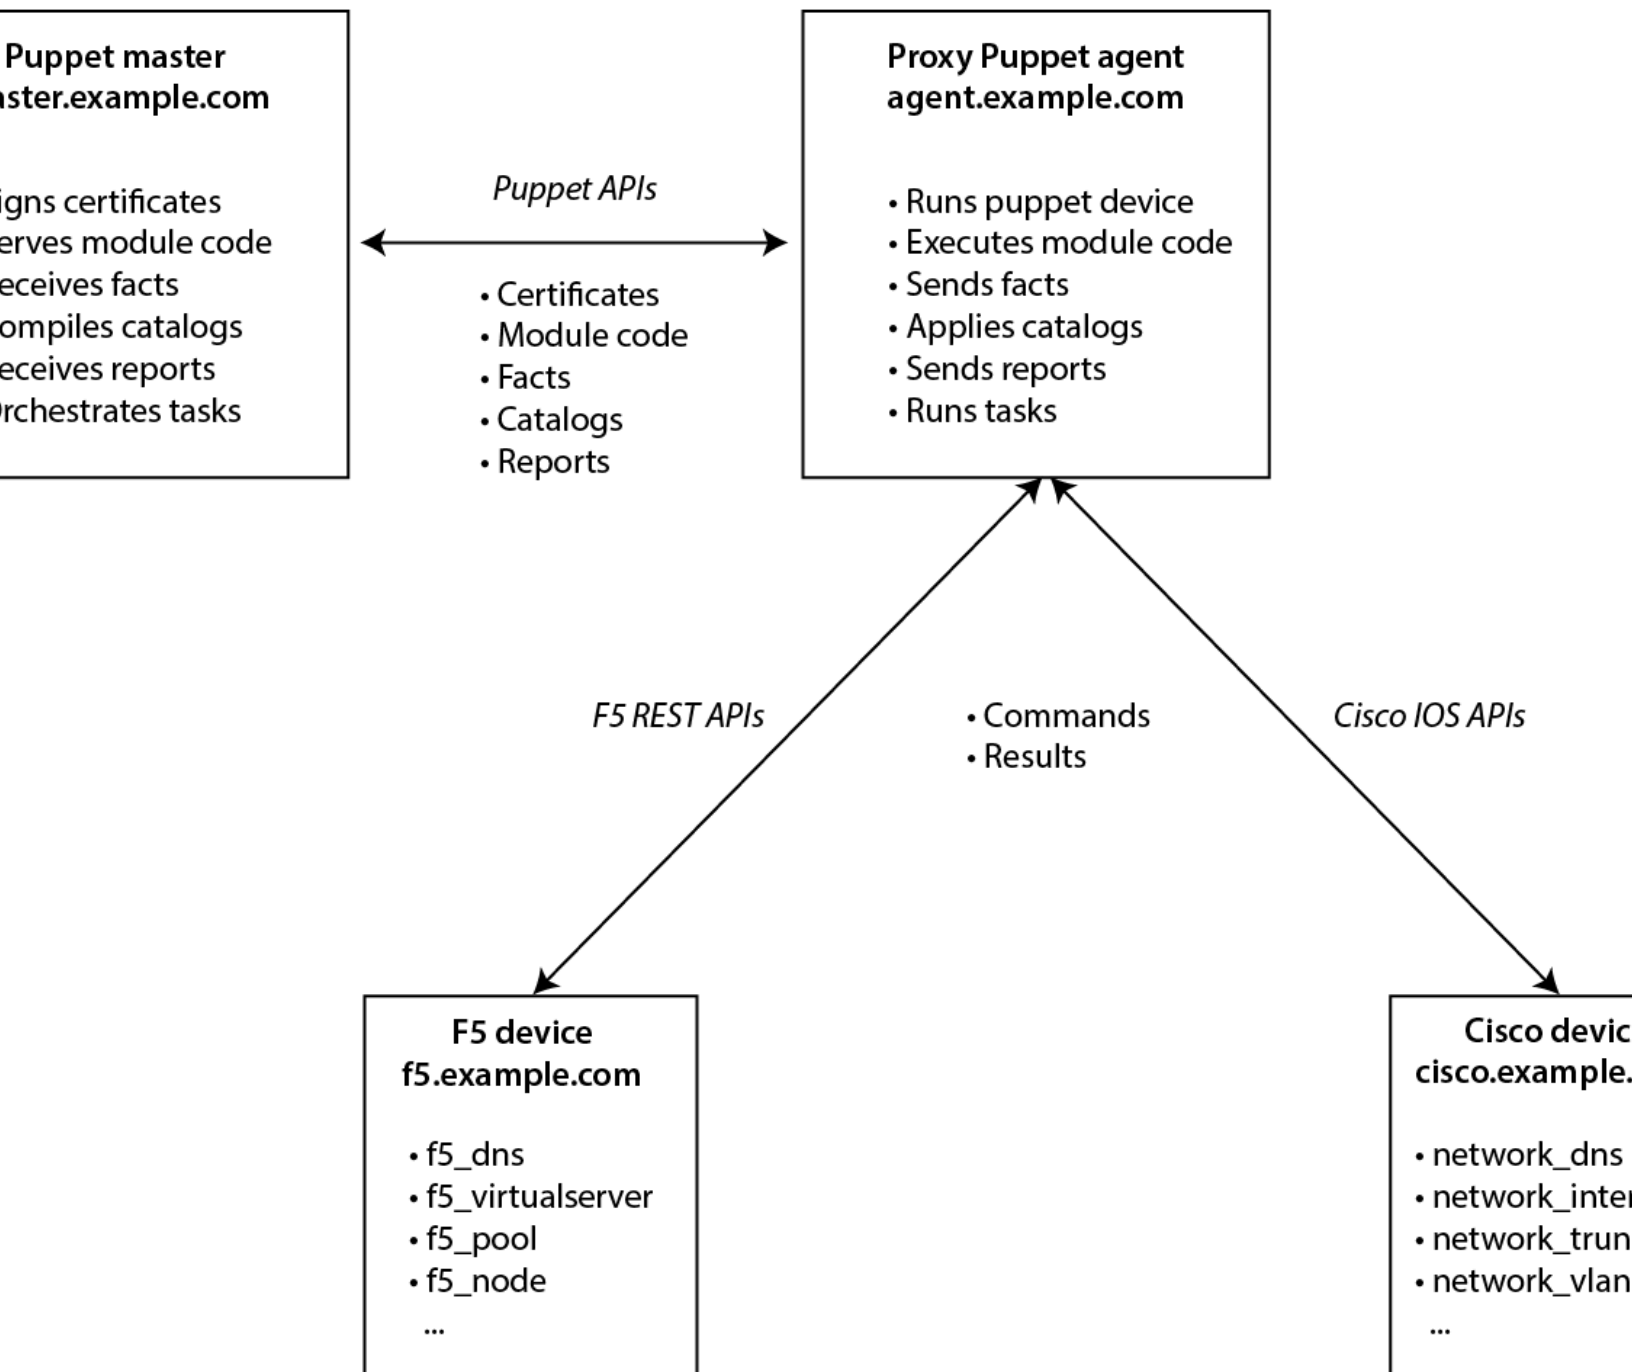 Puppet master
aster.example.com
igns certificates
erves module code
eceives facts
ompiles catalogs
eceives reports
rchestrates tasks
Puppet APIs
• Certificates
• Module code
• Facts
• Catalogs
• Reports
Proxy Puppet agent
agent.example.com
• Runs puppet device
• Executes module code
• Sends facts
• Applies catalogs
• Sends reports
• Runs tasks
F5 REST APIs
• Commands
• Results
Cisco IOS APIs
F5 device
f5.example.com
• f5_dns
• f5_virtualserver
• f5_pool
• f5_node
...
Cisco devic
cisco.example.
• network_dns
• network_inter
• network_trun
• network_vlan
...